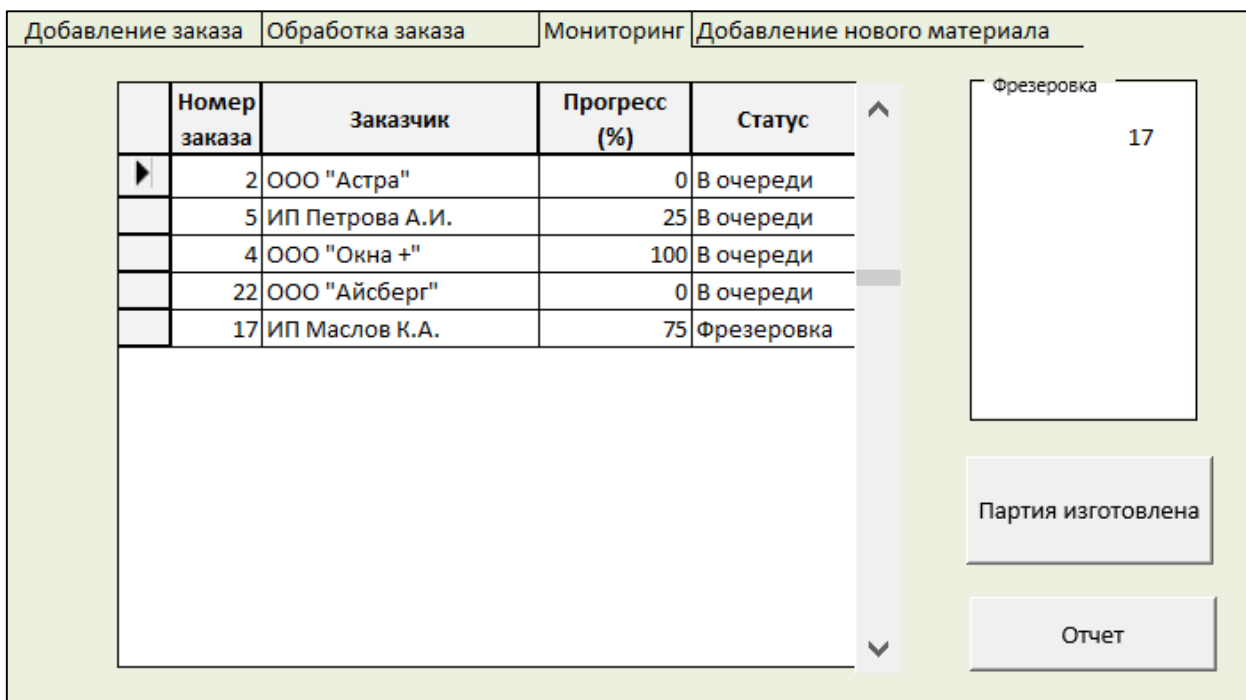 Добавление заказа Обработка заказа Мониторинг Добавление нового материала
Номер заказа Заказчик Прогресс (%) Статус
2 ООО "Астра" 0 В очереди
5 ИП Петрова А.И. 25 В очереди
4 ООО "Окна +" 100 В очереди
22 ООО "Айсберг" 0 В очереди
17 ИП Маслов К.А. 75 Фрезеровка
Фрезеровка
17
Партия изготовлена
Отчет